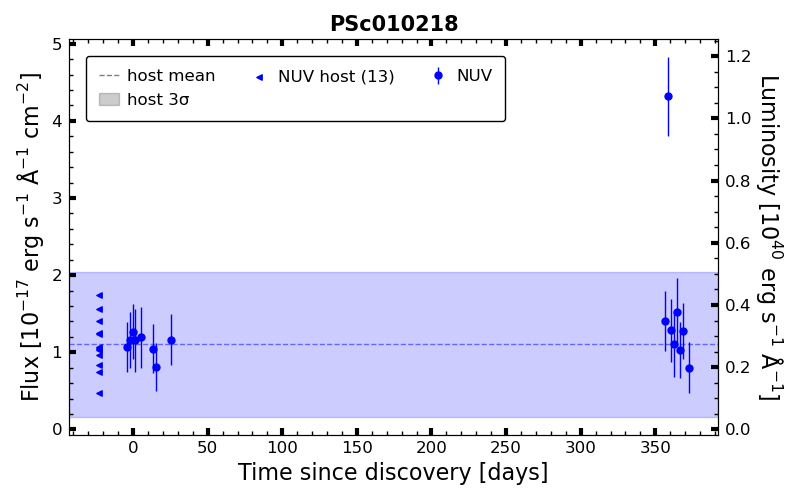 PSc010218
host mean
host 3σ
NUV host (13)
NUV
Flux [10⁻¹⁷ erg s⁻¹ Å⁻¹ cm⁻²]
5
4
3
2
1
0
Luminosity [10⁴⁰ erg s⁻¹ Å⁻¹]
1.2
1.0
0.8
0.6
0.4
0.2
0.0
0 50 100 150 200 250 300 350
Time since discovery [days]